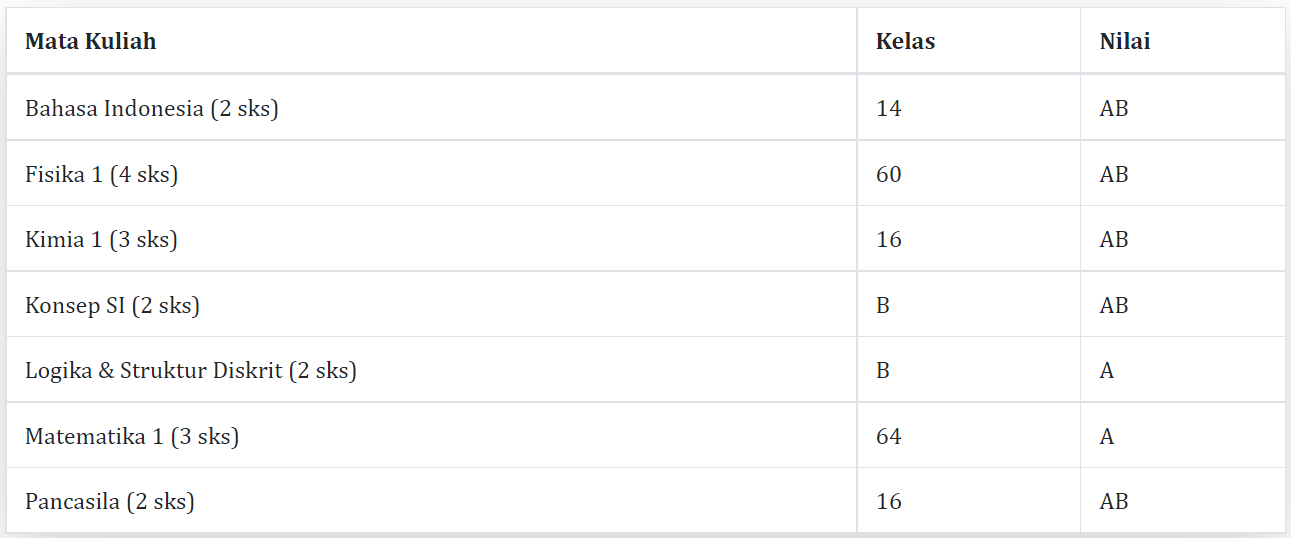 Mata Kuliah Kelas Nilai
Bahasa Indonesia (2 sks) 14 AB
Fisika 1 (4 sks) 60 AB
Kimia 1 (3 sks) 16 AB
Konsep SI (2 sks) B AB
Logika & Struktur Diskrit (2 sks) B A
Matematika 1 (3 sks) 64 A
Pancasila (2 sks) 16 AB